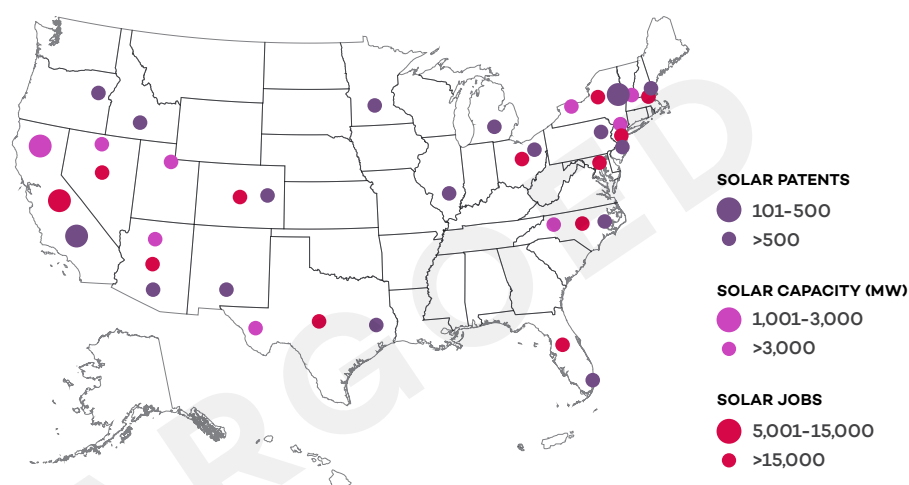 SOLAR PATENTS
101-500
>500
SOLAR CAPACITY (MW)
1,001-3,000
>3,000
SOLAR JOBS
5,001-15,000
>15,000